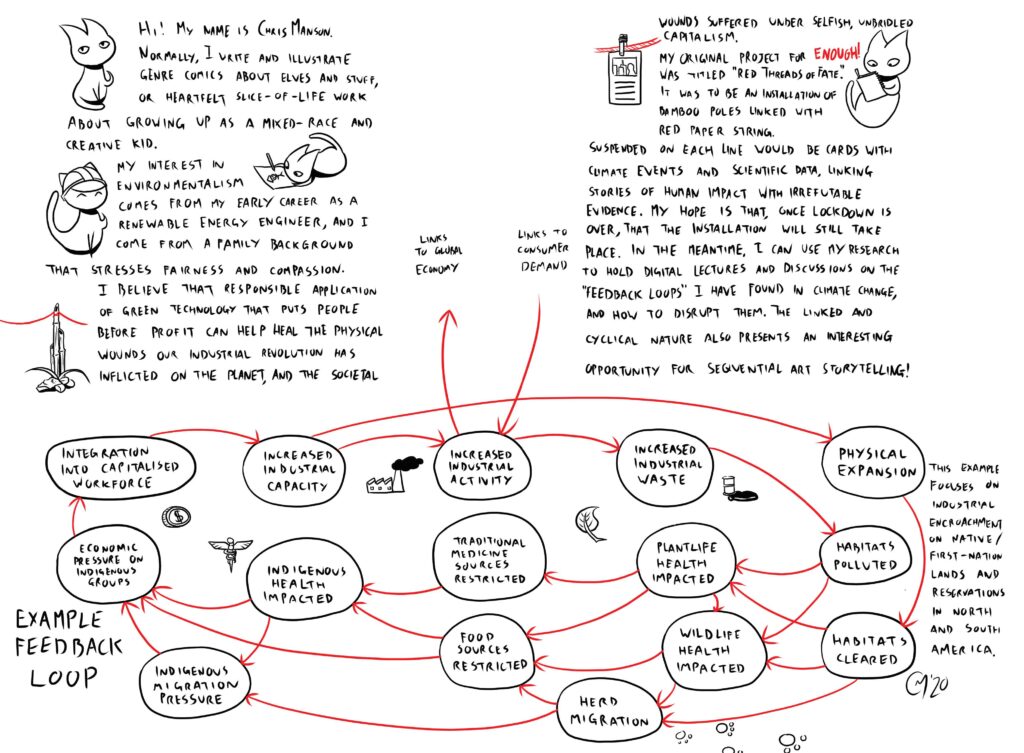 HI! MY NAME IS CHRIS MANSON.
NORMALLY, I WRITE AND ILLUSTRATE
GENRE COMICS ABOUT ELVES AND STUFF,
OR HEARTFELT SLICE-OF-LIFE WORK
ABOUT GROWING UP AS A MIXED-RACE AND
CREATIVE KID.
MY INTEREST IN
ENVIRONMENTALISM
COMES FROM MY EARLY CAREER AS A
RENEWABLE ENERGY ENGINEER, AND I
COME FROM A FAMILY BACKGROUND
THAT STRESSES FAIRNESS AND COMPASSION.
I BELIEVE THAT RESPONSIBLE APPLICATION
OF GREEN TECHNOLOGY THAT PUTS PEOPLE
BEFORE PROFIT CAN HELP HEAL THE PHYSICAL
WOUNDS OUR INDUSTRIAL REVOLUTION HAS
INFLICTED ON THE PLANET, AND THE SOCIETAL
WOUNDS SUFFERED UNDER SELFISH, UNBRIDLED
CAPITALISM.
MY ORIGINAL PROJECT FOR ENOUGH!
WAS TITLED "RED THREADS OF FATE."
IT WAS TO BE AN INSTALLATION OF
BAMBOO POLES LINKED WITH
RED PAPER STRING.
SUSPENDED ON EACH LINE WOULD BE CARDS WITH
CLIMATE EVENTS AND SCIENTIFIC DATA, LINKING
STORIES OF HUMAN IMPACT WITH IRREFUTABLE
EVIDENCE. MY HOPE IS THAT, ONCE LOCKDOWN IS
OVER, THAT THE INSTALLATION WILL STILL TAKE
PLACE. IN THE MEANTIME, I CAN USE MY RESEARCH
TO HOLD DIGITAL LECTURES AND DISCUSSIONS ON THE
"FEEDBACK LOOPS" I HAVE FOUND IN CLIMATE CHANGE,
AND HOW TO DISRUPT THEM. THE LINKED AND
CYCLICAL NATURE ALSO PRESENTS AN INTERESTING
OPPORTUNITY FOR SEQUENTIAL ART STORYTELLING!
LINKS
TO GLOBAL
ECONOMY
LINKS TO
CONSUMER
DEMAND
INTEGRATION
INTO CAPITALISED
WORKFORCE
INCREASED
INDUSTRIAL
CAPACITY
INCREASED
INDUSTRIAL
ACTIVITY
INCREASED
INDUSTRIAL
WASTE
PHYSICAL
EXPANSION
ECONOMIC
PRESSURE ON
INDIGENOUS
GROUPS
INDIGENOUS
HEALTH
IMPACTED
TRADITIONAL
MEDICINE
SOURCES
RESTRICTED
PLANTLIFE
HEALTH
IMPACTED
HABITATS
POLLUTED
INDIGENOUS
MIGRATION
PRESSURE
FOOD
SOURCES
RESTRICTED
WILDLIFE
HEALTH
IMPACTED
HABITATS
CLEARED
HERD
MIGRATION
EXAMPLE
FEEDBACK
LOOP
THIS EXAMPLE
FOCUSES ON
INDUSTRIAL
ENCROACHMENT
ON NATIVE/
FIRST-NATION
LANDS AND
RESERVATIONS
IN NORTH
AND SOUTH
AMERICA.
CM'20